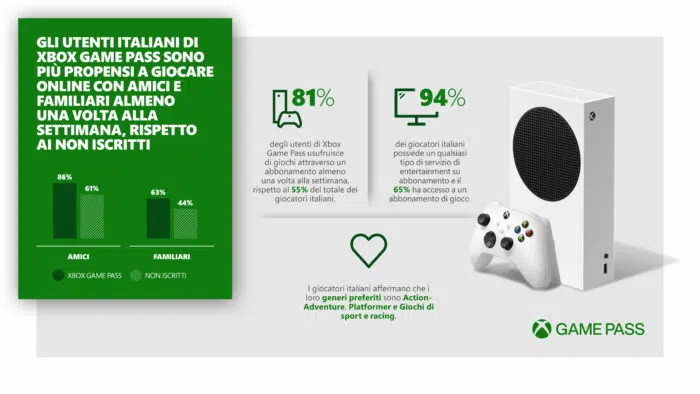 GLI UTENTI ITALIANI DI
XBOX GAME PASS SONO
PIÙ PROPENSI A GIOCARE
ONLINE CON AMICI E
FAMILIARI ALMENO
UNA VOLTA ALLA
SETTIMANA, RISPETTO
AI NON ISCRITTI
86%
61%
63%
44%
AMICI
FAMILIARI
XBOX GAME PASS
NON ISCRITTI
81%
degli utenti di Xbox
Game Pass usufruisce
di giochi attraverso un
abbonamento almeno
una volta alla settimana,
rispetto al 55% del totale dei
giocatori italiani.
94%
dei giocatori italiani
possiede un qualsiasi
tipo di servizio di
entertainment su
abbonamento e il
65% ha accesso a un
abbonamento di gioco.
I giocatori italiani affermano che i
loro generi preferiti sono Action-
Adventure, Platformer e Giochi di
sport e racing.
GAME PASS